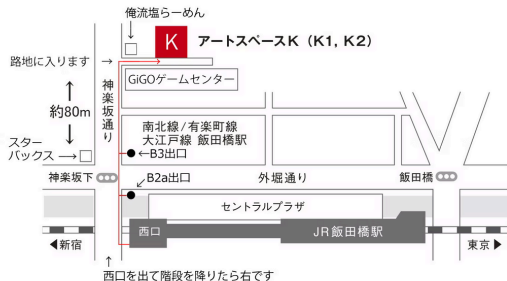 俺流塩らーめん
K
アートスペースK（K1, K2）
路地に入ります →
GiGOゲームセンター
神楽坂通り
約80m
南北線/有楽町線
大江戸線 飯田橋駅
←B3出口
スター
バックス→
神楽坂下
B2a出口
外堀通り
飯田橋
セントラルプラザ
西口
JR飯田橋駅
◀新宿
東京▶
西口を出て階段を降りたら右です